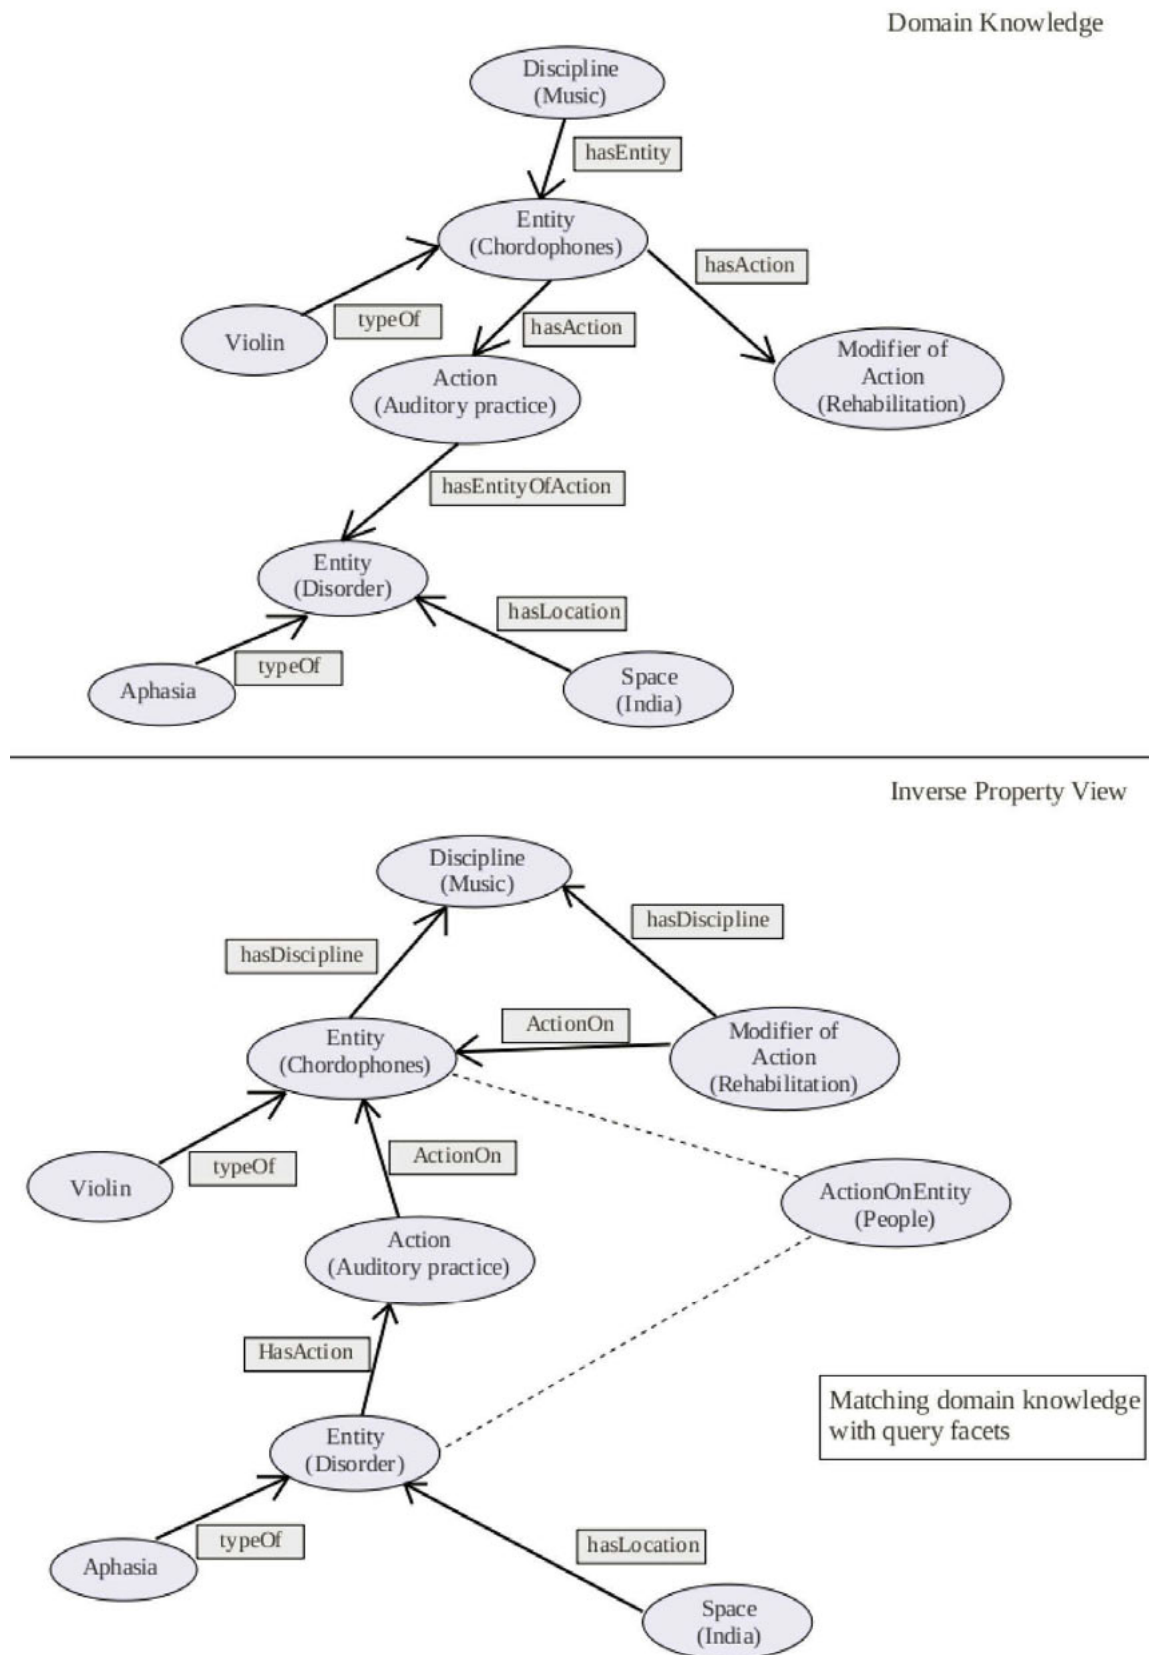 Domain Knowledge
Discipline
(Music)
hasEntity
Entity
(Chordophones)
hasAction
typeOf
hasAction
Violin
Modifier of
Action
(Rehabilitation)
Action
(Auditory practice)
hasEntityOfAction
Entity
(Disorder)
hasLocation
typeOf
Aphasia
Space
(India)
Inverse Property View
Discipline
(Music)
hasDiscipline
hasDiscipline
ActionOn
Entity
(Chordophones)
Modifier of
Action
(Rehabilitation)
ActionOn
typeOf
Violin
ActionOnEntity
(People)
Action
(Auditory practice)
HasAction
Matching domain knowledge
with query facets
Entity
(Disorder)
typeOf
hasLocation
Aphasia
Space
(India)